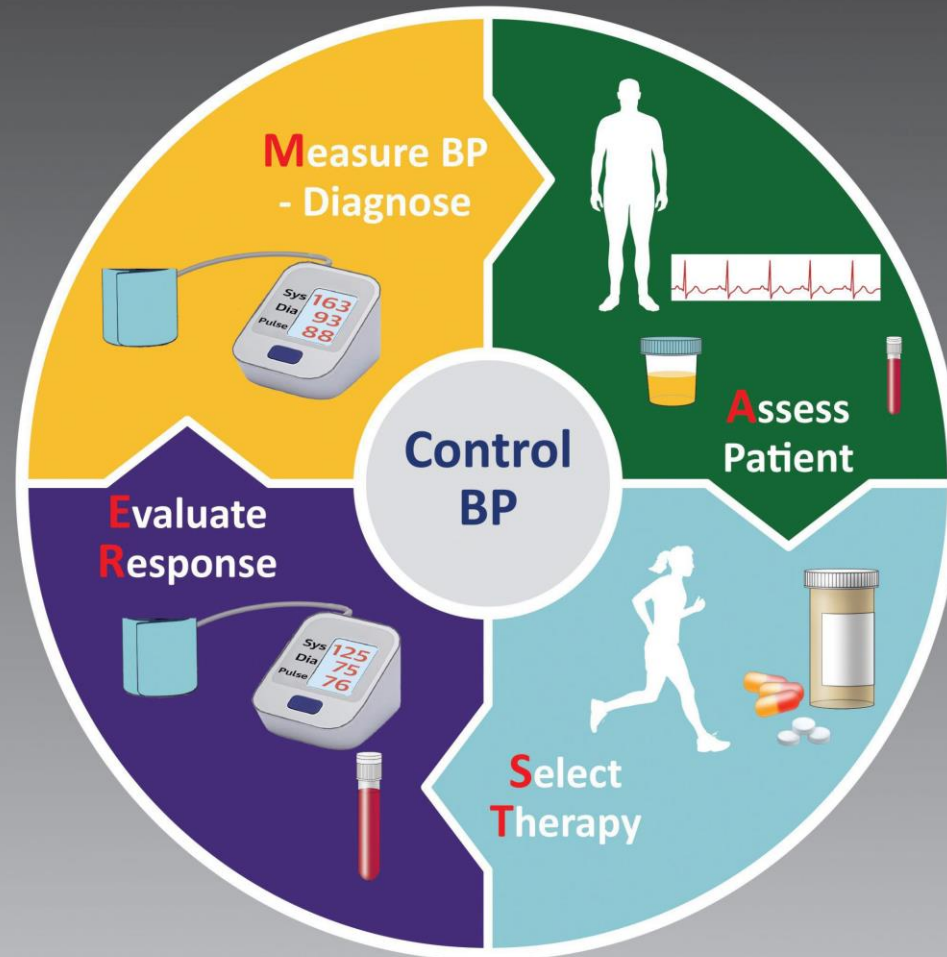 Measure BP
- Diagnose
Sys 163
Dia 93
Pulse 88
Assess
Patient
Control
BP
Select
Therapy
Evaluate
Response
Sys 125
Dia 75
Pulse 76